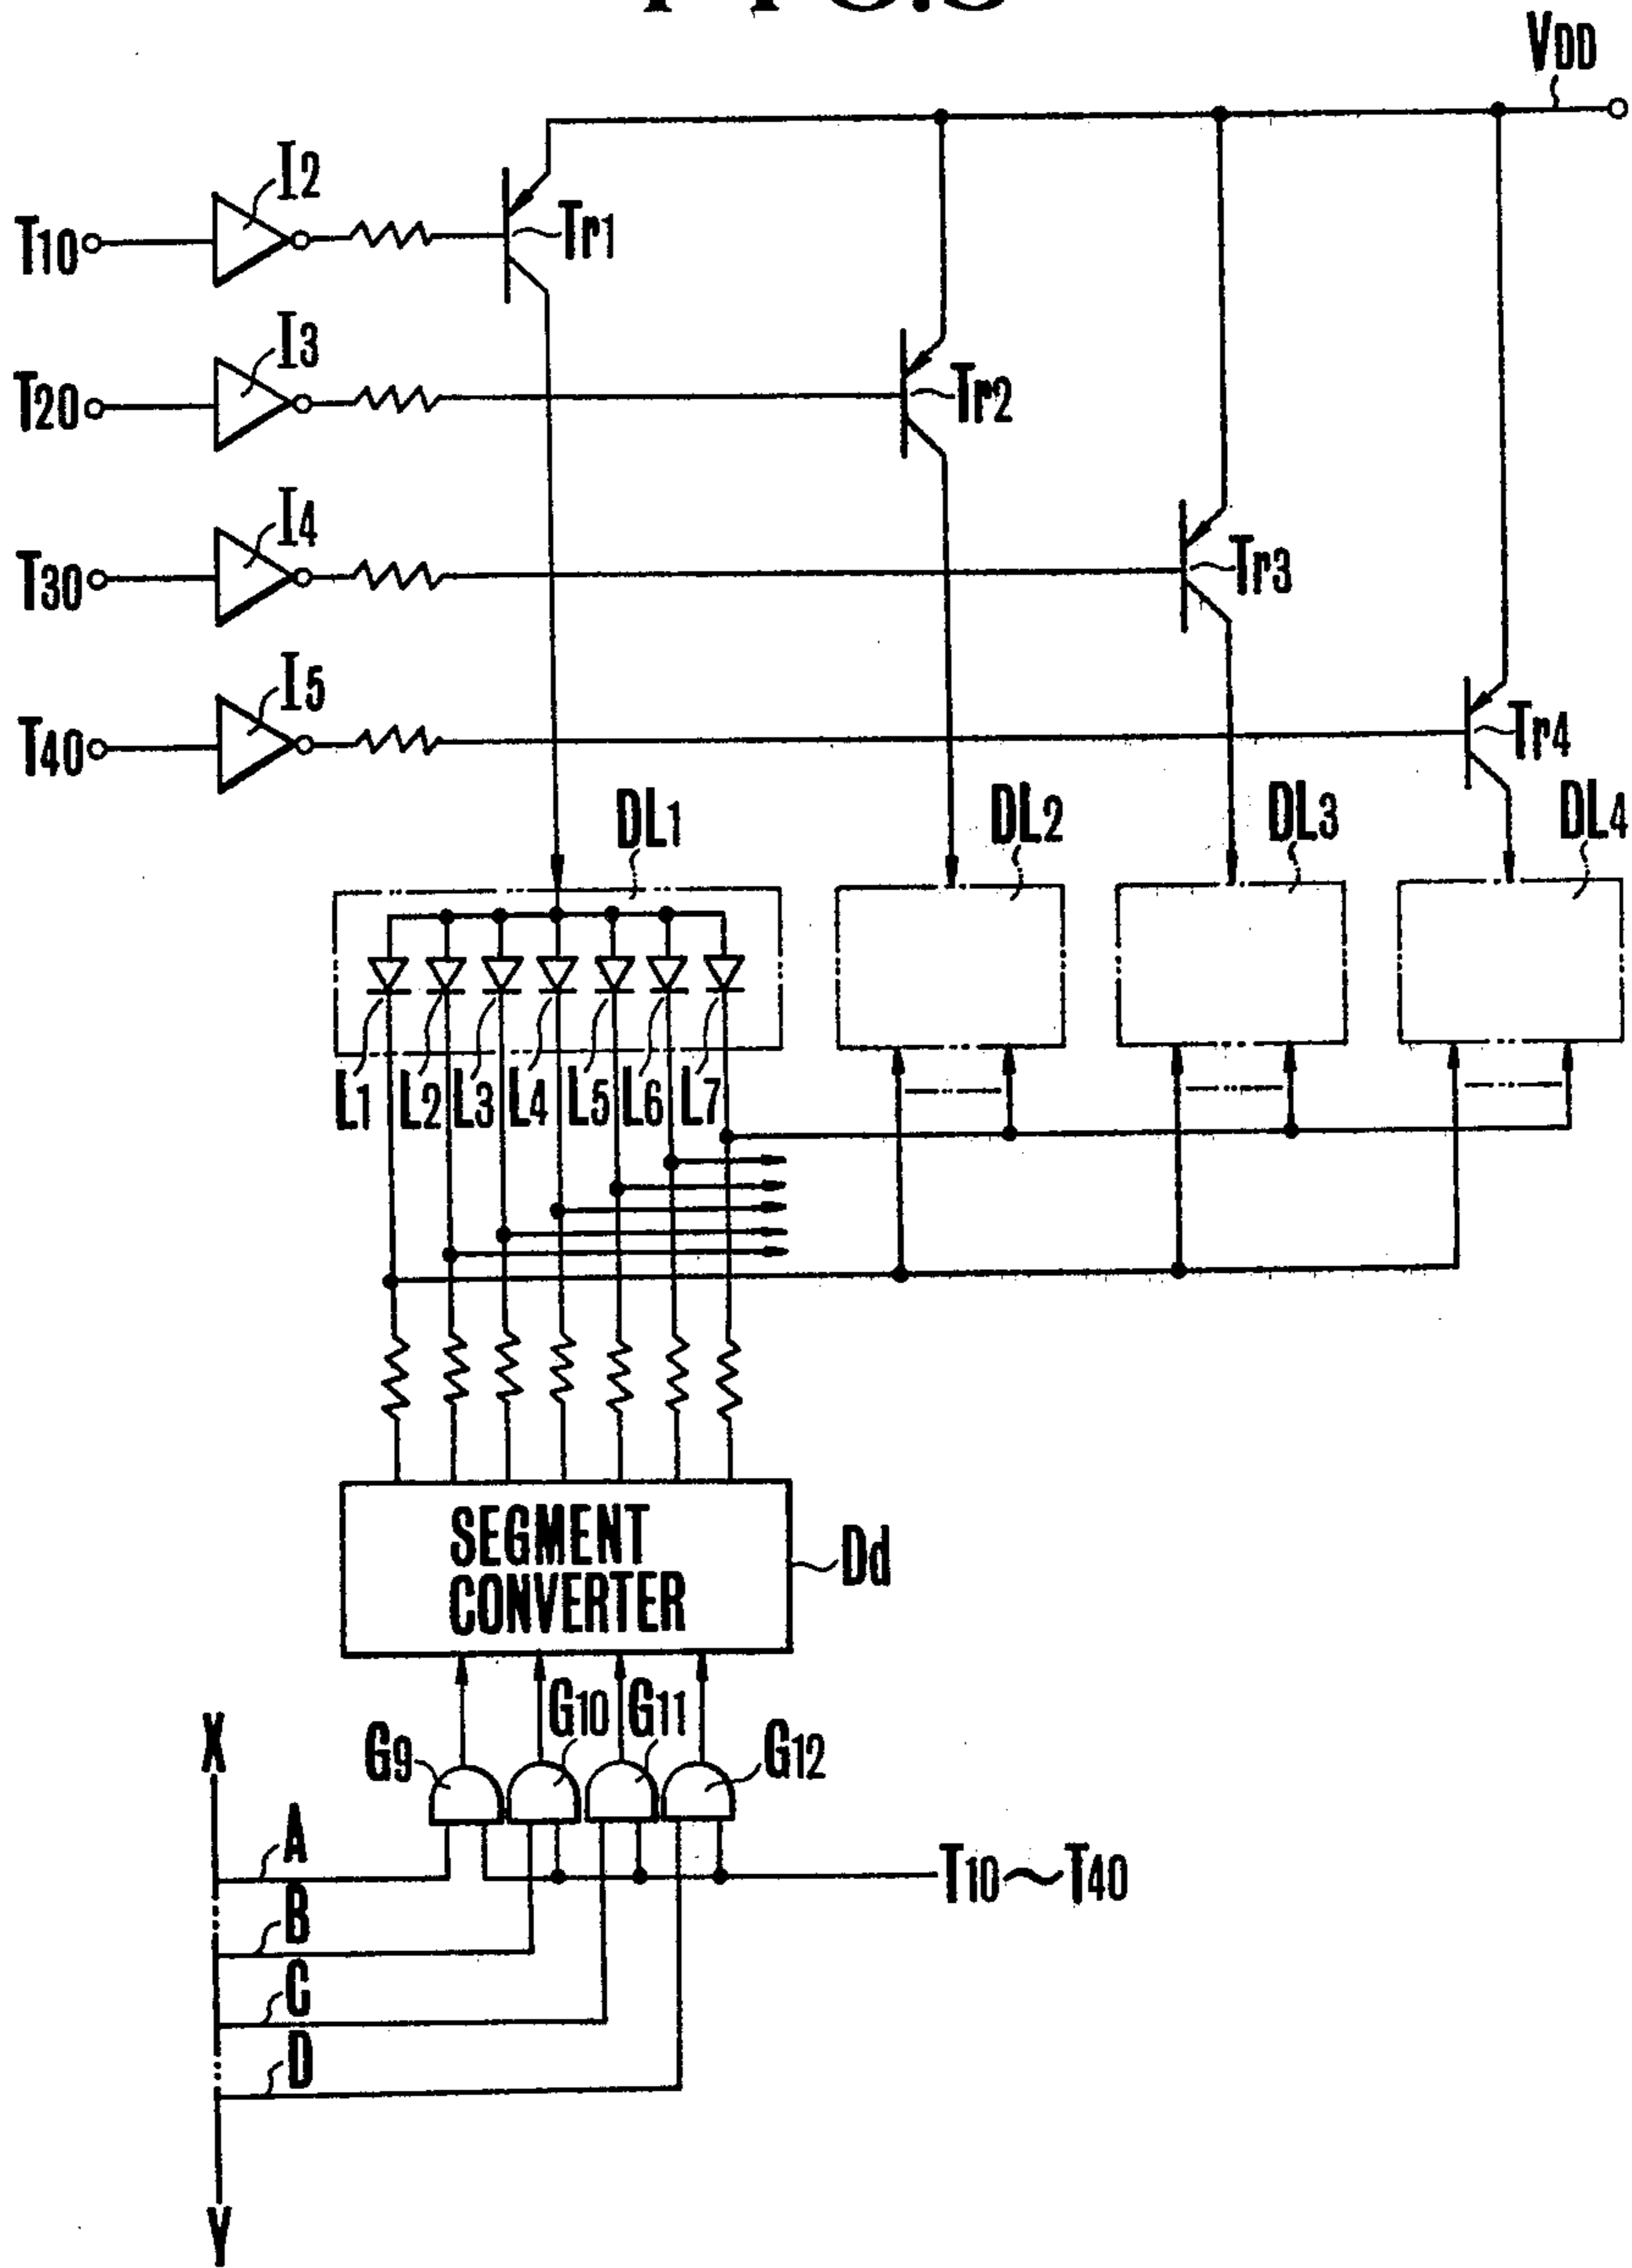 VDD
I2
T10
Tr1
I3
T20
Tr2
I4
T30
Tr3
I5
T40
Tr4
DL1
DL2
DL3
DL4
L1 L2 L3 L4 L5 L6 L7
SEGMENT
CONVERTER
Dd
G10 G11
X
G9
G12
A
T10~T40
B
C
D
Y